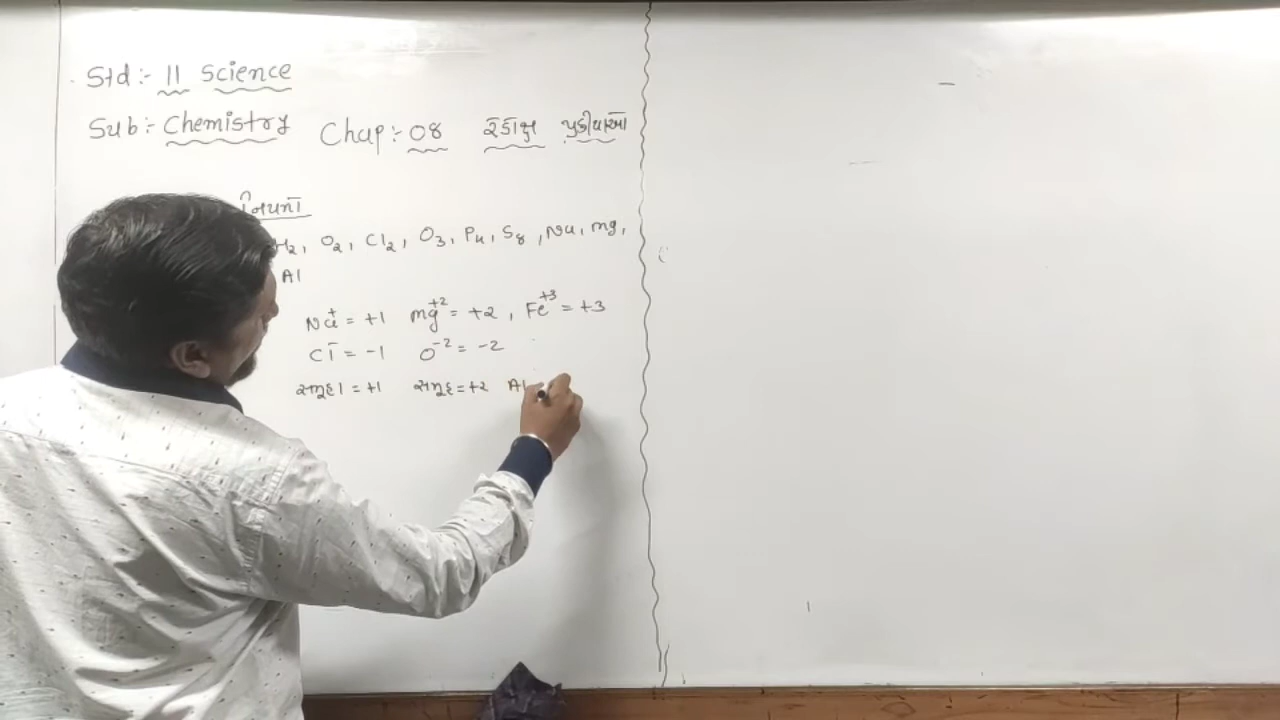 Std :- 11 Science
Sub :- Chemistry Chap :- 08 રેડોક્ષ પ્રક્રીયાઓ
નિયમો
H₂, O₂, Cl₂, O₃, P₄, S₈, Na, mg,
Al
Na⁺ = +1 mg⁺² = +2, Fe⁺³ = +3
Cl⁻ = -1 O⁻² = -2
સમૂહ 1 = +1 સમૂહ = +2 Al